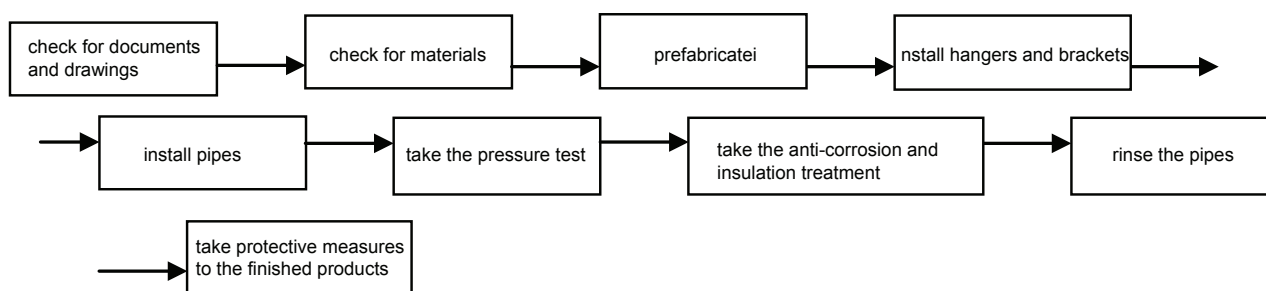 check for documents
and drawings
check for materials
prefabricatei
nstall hangers and brackets
install pipes
take the pressure test
take the anti-corrosion and
insulation treatment
rinse the pipes
take protective measures
to the finished products